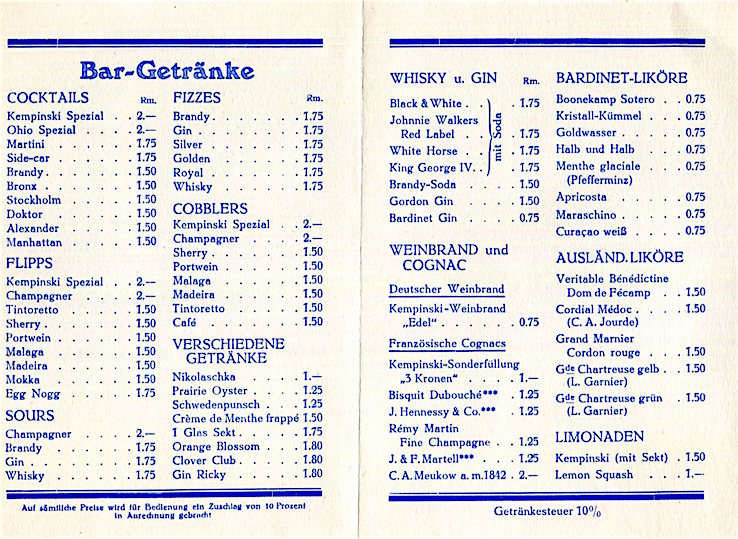 Bar-Getränke
COCKTAILS Rm.
Kempinski Spezial . . 2.—
Ohio Spezial . . . . 2.—
Martini . . . . . . 1.75
Side-car . . . . . . 1.75
Brandy . . . . . . . 1.50
Bronx . . . . . . . 1.50
Stockholm . . . . . 1.50
Doktor . . . . . . 1.50
Alexander . . . . . 1.50
Manhattan . . . . . 1.50
FLIPPS
Kempinski Spezial . . 2.—
Champagner . . . . 2.—
Tintoretto . . . . . 1.50
Sherry . . . . . . . 1.50
Portwein . . . . . . 1.50
Malaga . . . . . . 1.50
Madeira . . . . . . 1.50
Mokka . . . . . . 1.50
Egg Nogg . . . . . 1.75
SOURS
Champagner . . . . 2.—
Brandy . . . . . . 1.75
Gin . . . . . . . . 1.75
Whisky . . . . . . 1.75
FIZZES Rm.
Brandy . . . . . . . 1.75
Gin . . . . . . . . 1.75
Silver . . . . . . . 1.75
Golden . . . . . . 1.75
Royal . . . . . . . 1.75
Whisky . . . . . . 1.75
COBBLERS
Kempinski Spezial . . 2.—
Champagner . . . . 2.—
Sherry . . . . . . . 1.50
Portwein . . . . . . 1.50
Malaga . . . . . . 1.50
Madeira . . . . . . 1.50
Tintoretto . . . . . 1.50
Café . . . . . . . 1.50
VERSCHIEDENE
GETRÄNKE
Nikolaschka . . . . 1.—
Prairie Oyster . . . . 1.25
Schwedenpunsch . . . 1.25
Crème de Menthe frappé 1.50
1 Glas Sekt . . . . . 1.75
Orange Blossom . . . 1.80
Clover Club . . . . . 1.80
Gin Ricky . . . . . 1.80
Auf sämtliche Preise wird für Bedienung ein Zuschlag von 10 Prozent
in Anrechnung gebracht
WHISKY u. GIN Rm.
Black & White . . . 1.75
Johnnie Walkers
Red Label . . . 1.75
White Horse . . . 1.75
King George IV. . . 1.75
mit Soda
Brandy-Soda . . . . 1.50
Gordon Gin . . . . 1.50
Bardinet Gin . . . . 0.75
WEINBRAND und
COGNAC
Deutscher Weinbrand
Kempinski-Weinbrand
„Edel“ . . . . . . 0.75
Französische Cognacs
Kempinski-Sonderfüllung
„3 Kronen“ . . . . 1.—
Bisquit Dubouché*** . 1.25
J. Hennessy & Co.*** . 1.25
Rémy Martin
Fine Champagne . . 1.25
J. & F. Martell*** . . 1.25
C. A. Meukow a. m. 1842 . 2.—
BARDINET-LIKÖRE
Boonekamp Sotero . . 0.75
Kristall-Kümmel . . . 0.75
Goldwasser . . . . . 0.75
Halb und Halb . . . 0.75
Menthe glaciale . . . 0.75
(Pfefferminz)
Apricotta . . . . . 0.75
Maraschino . . . . . 0.75
Curaçao weiß . . . . 0.75
AUSLÄND. LIKÖRE
Veritable Bénédictine
Dom de Fécamp . . 1.50
Cordial Médoc . . . . 1.50
(C. A. Jourde)
Grand Marnier
Cordon rouge . . . 1.50
Gde Chartreuse gelb . . 1.50
(L. Garnier)
Gde Chartreuse grün . 1.50
(L. Garnier)
LIMONADEN
Kempinski (mit Sekt) . 1.50
Lemon Squash . . . 1.—
Getränkesteuer 10%